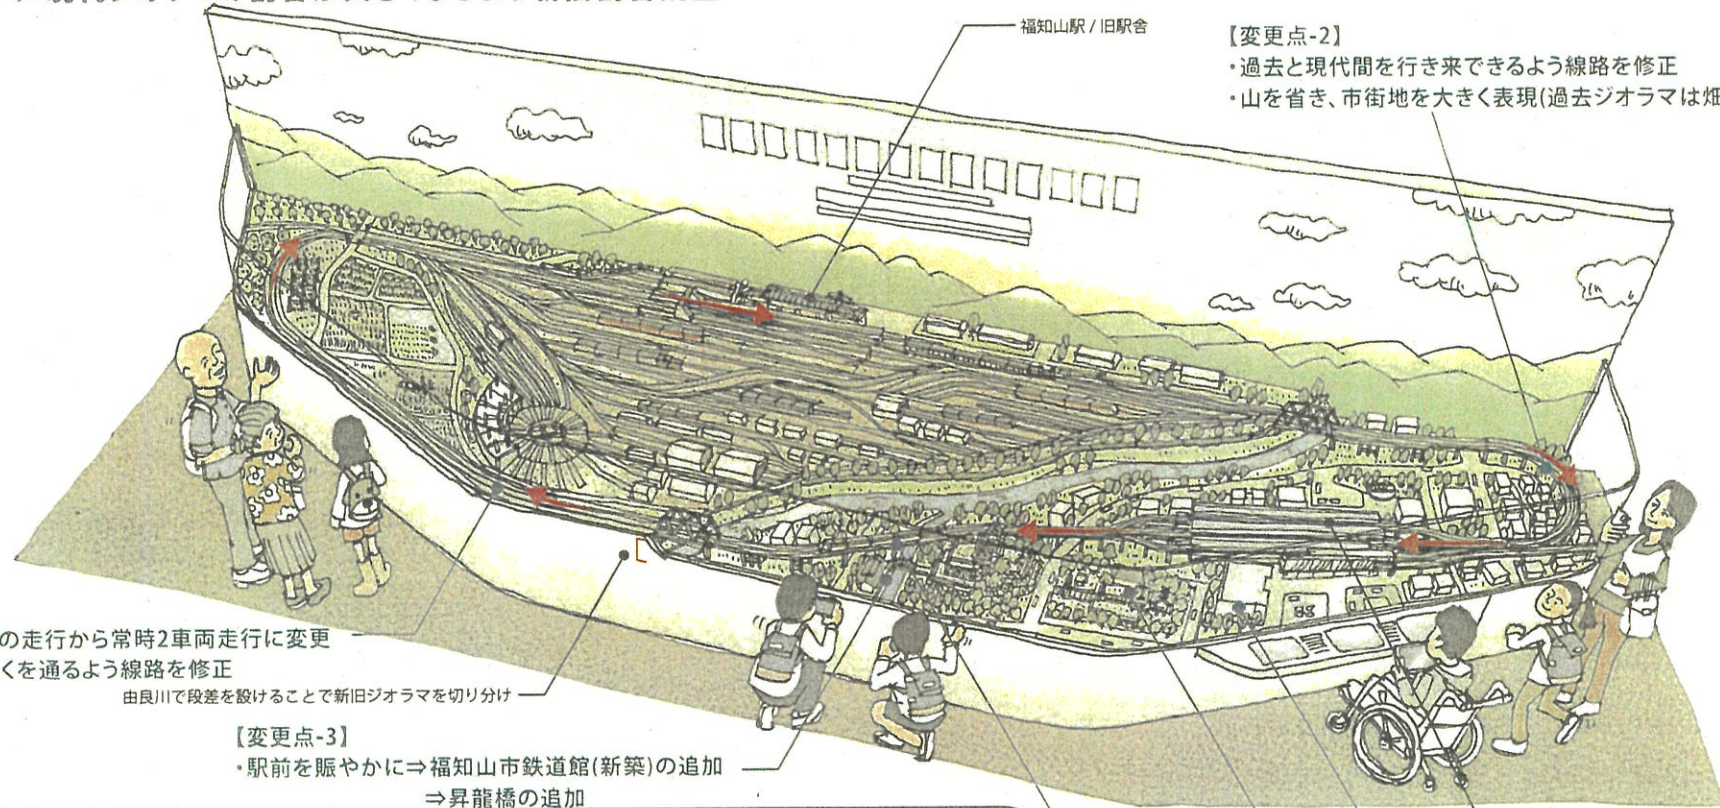 福知山駅 / 旧駅舎
【変更点-2】
・過去と現代間を行き来できるよう線路を修正
・山を省き、市街地を大きく表現(過去ジオラマは畑
の走行から常時2車両走行に変更
くを通るよう線路を修正
由良川で段差を設けることで新旧ジオラマを切り分け
【変更点-3】
・駅前を賑やかに⇒福知山市鉄道館(新築)の追加
⇒昇龍橋の追加